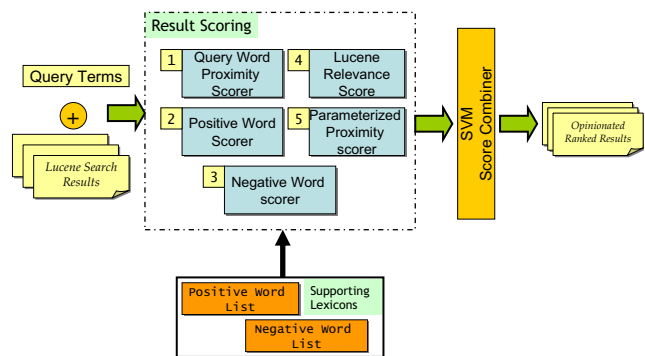 Result Scoring
Query Terms
+
Lucene Search
Results
1
Query Word
Proximity
Scorer
4
Lucene
Relevance
Score
2
Positive Word
Scorer
5
Parameterized
Proximity
scorer
3
Negative Word
scorer
SVM
Score Combiner
Opinionated
Ranked Results
Positive Word
List
Supporting
Lexicons
Negative Word
List